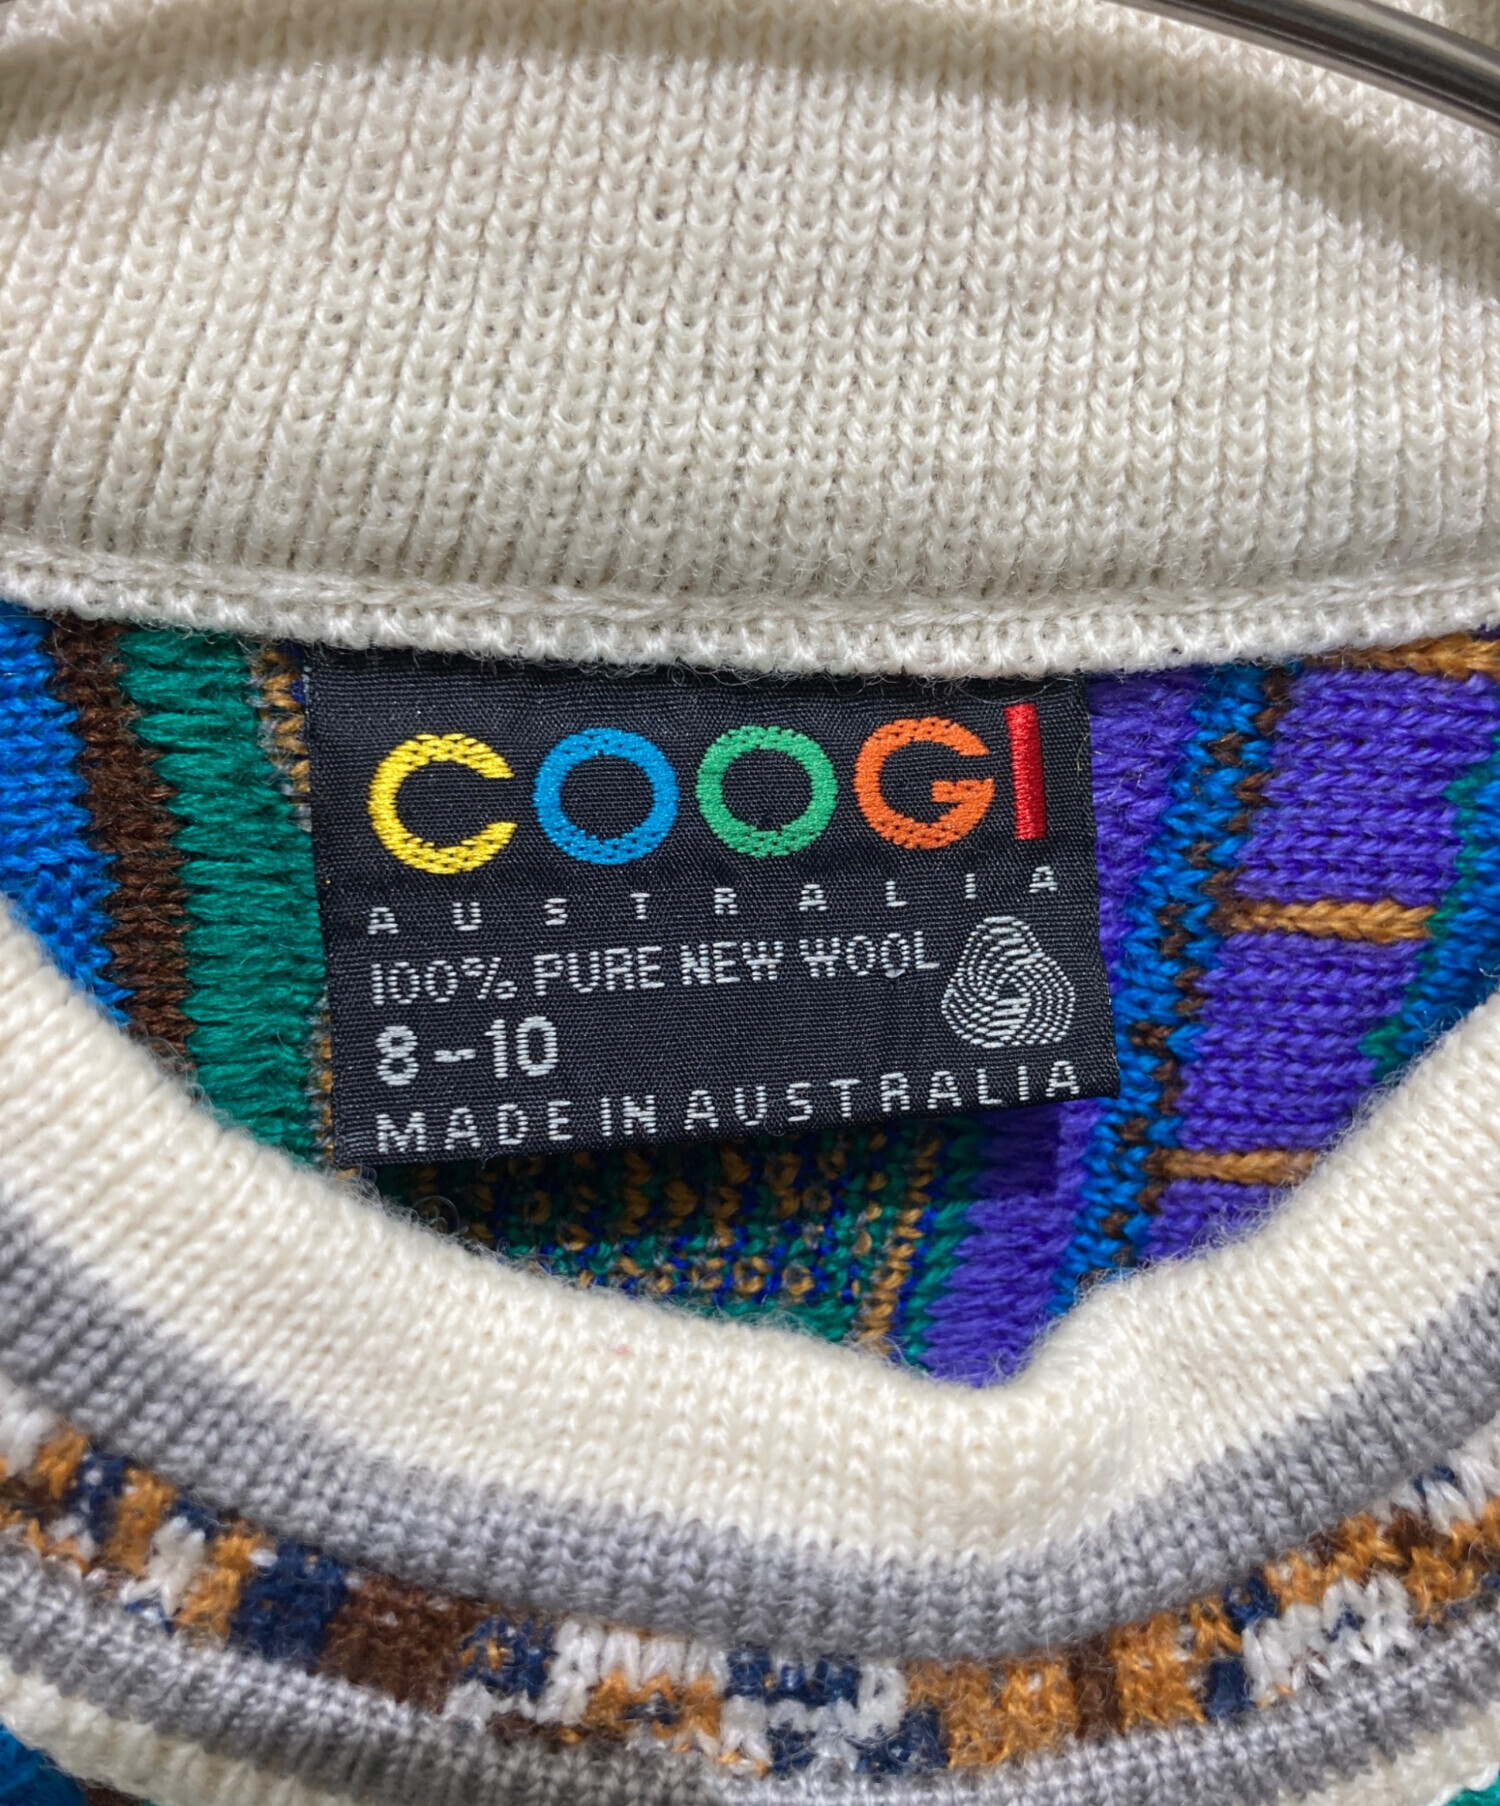 COOGI
AUSTRALIA
100% PURE NEW WOOL
8-10
MADE IN AUSTRALIA